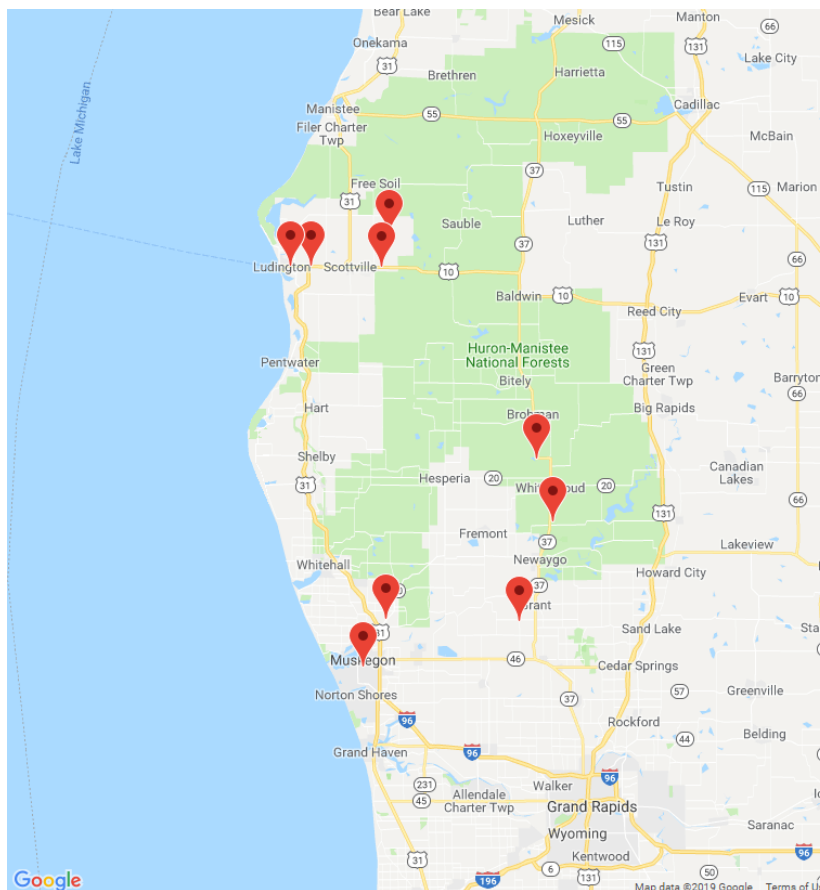 Bear Lake
Mesick
Manton
66
Onekama
31
115
131
Lake City
Brethren
Harrietta
Lake Michigan
Manistee
55
Cadillac
Filer Charter
Twp
55
Hoxeyville
McBain
37
Free Soil
Tustin
115
Marion
31
Sauble
Luther
Le Roy
37
131
66
Ludington
Scottville
10
Baldwin
10
Reed City
Evart
10
Huron-Manistee
National Forests
131
Pentwater
Green
Charter Twp
Barryton
Bitely
Hart
Brohman
Big Rapids
Shelby
Canadian
Lakes
31
Hesperia
20
20
66
131
Fremont
37
Lakeview
Whitehall
Newaygo
Howard City
37
Grant
31
Sand Lake
Muskegon
46
Cedar Springs
Norton Shores
57
Greenville
37
96
Rockford
Belding
Grand Haven
96
44
96
231
Walker
45
Allendale
Charter Twp
Grand Rapids
Saranac
Wyoming
31
Kentwood
96
6
196
131
50
Google
Map data ©2019 Google